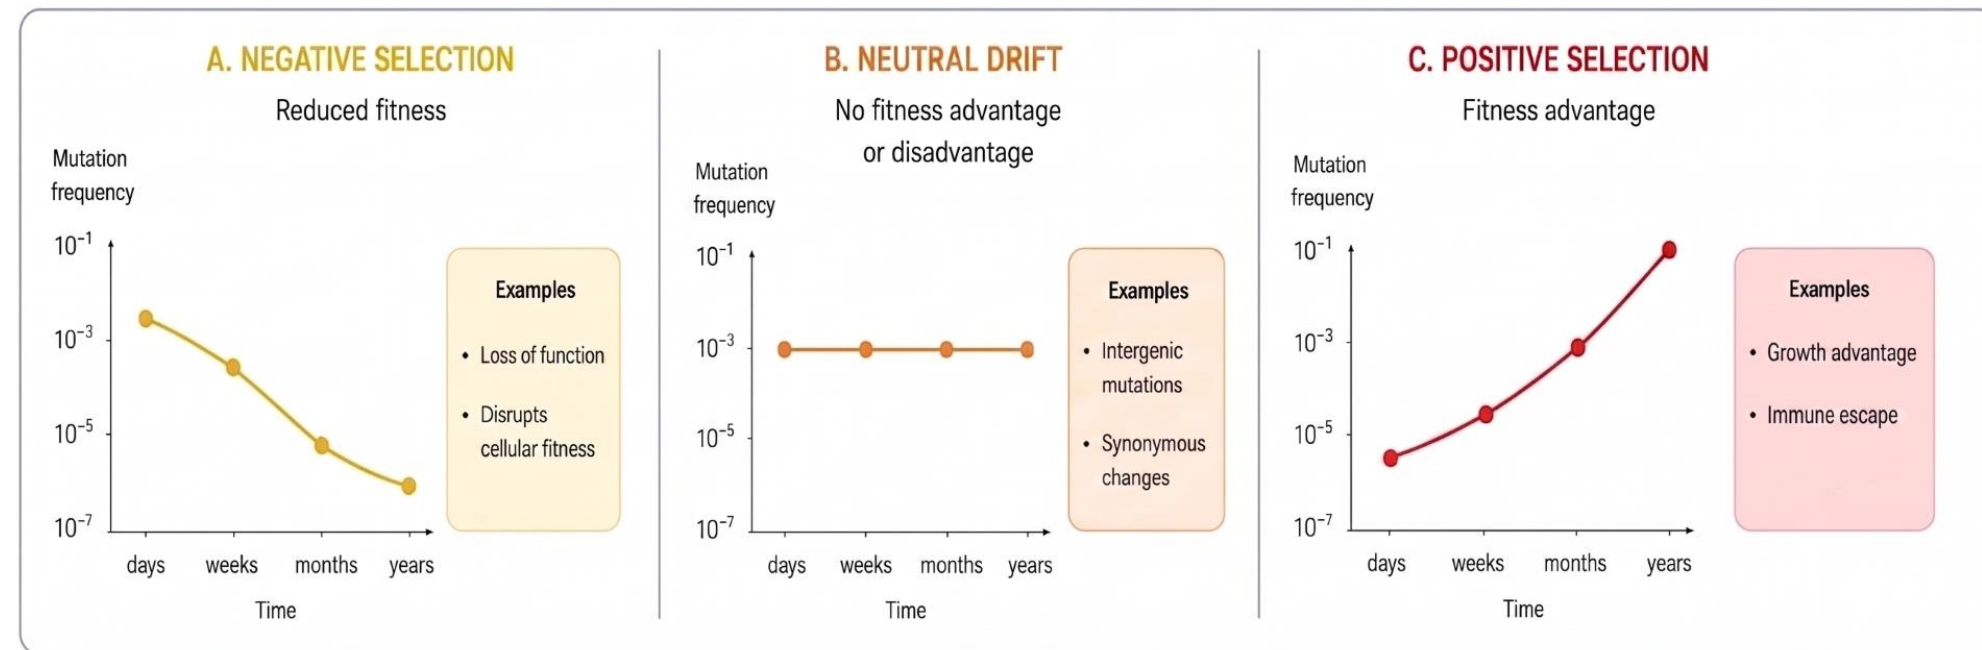 A. NEGATIVE SELECTION
Reduced fitness
Mutation
frequency
10⁻¹
10⁻³
10⁻⁵
10⁻⁷
days weeks months years
Time
Examples
• Loss of function
• Disrupts
cellular fitness
B. NEUTRAL DRIFT
No fitness advantage
or disadvantage
Mutation
frequency
10⁻¹
10⁻³
10⁻⁵
10⁻⁷
days weeks months years
Time
Examples
• Intergenic
mutations
• Synonymous
changes
C. POSITIVE SELECTION
Fitness advantage
Mutation
frequency
10⁻¹
10⁻³
10⁻⁵
10⁻⁷
days weeks months years
Time
Examples
• Growth advantage
• Immune escape